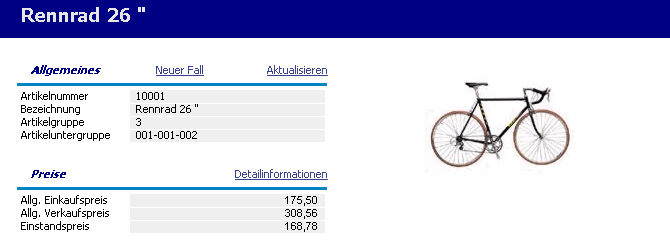 Rennrad 26 "
Allgemeines Neuer Fall Aktualisieren
Artikelnummer 10001
Bezeichnung Rennrad 26 "
Artikelgruppe 3
Artikeluntergruppe 001-001-002
Preise Detailinformationen
Allg. Einkaufspreis 175,50
Allg. Verkaufspreis 308,56
Einstandspreis 168,78